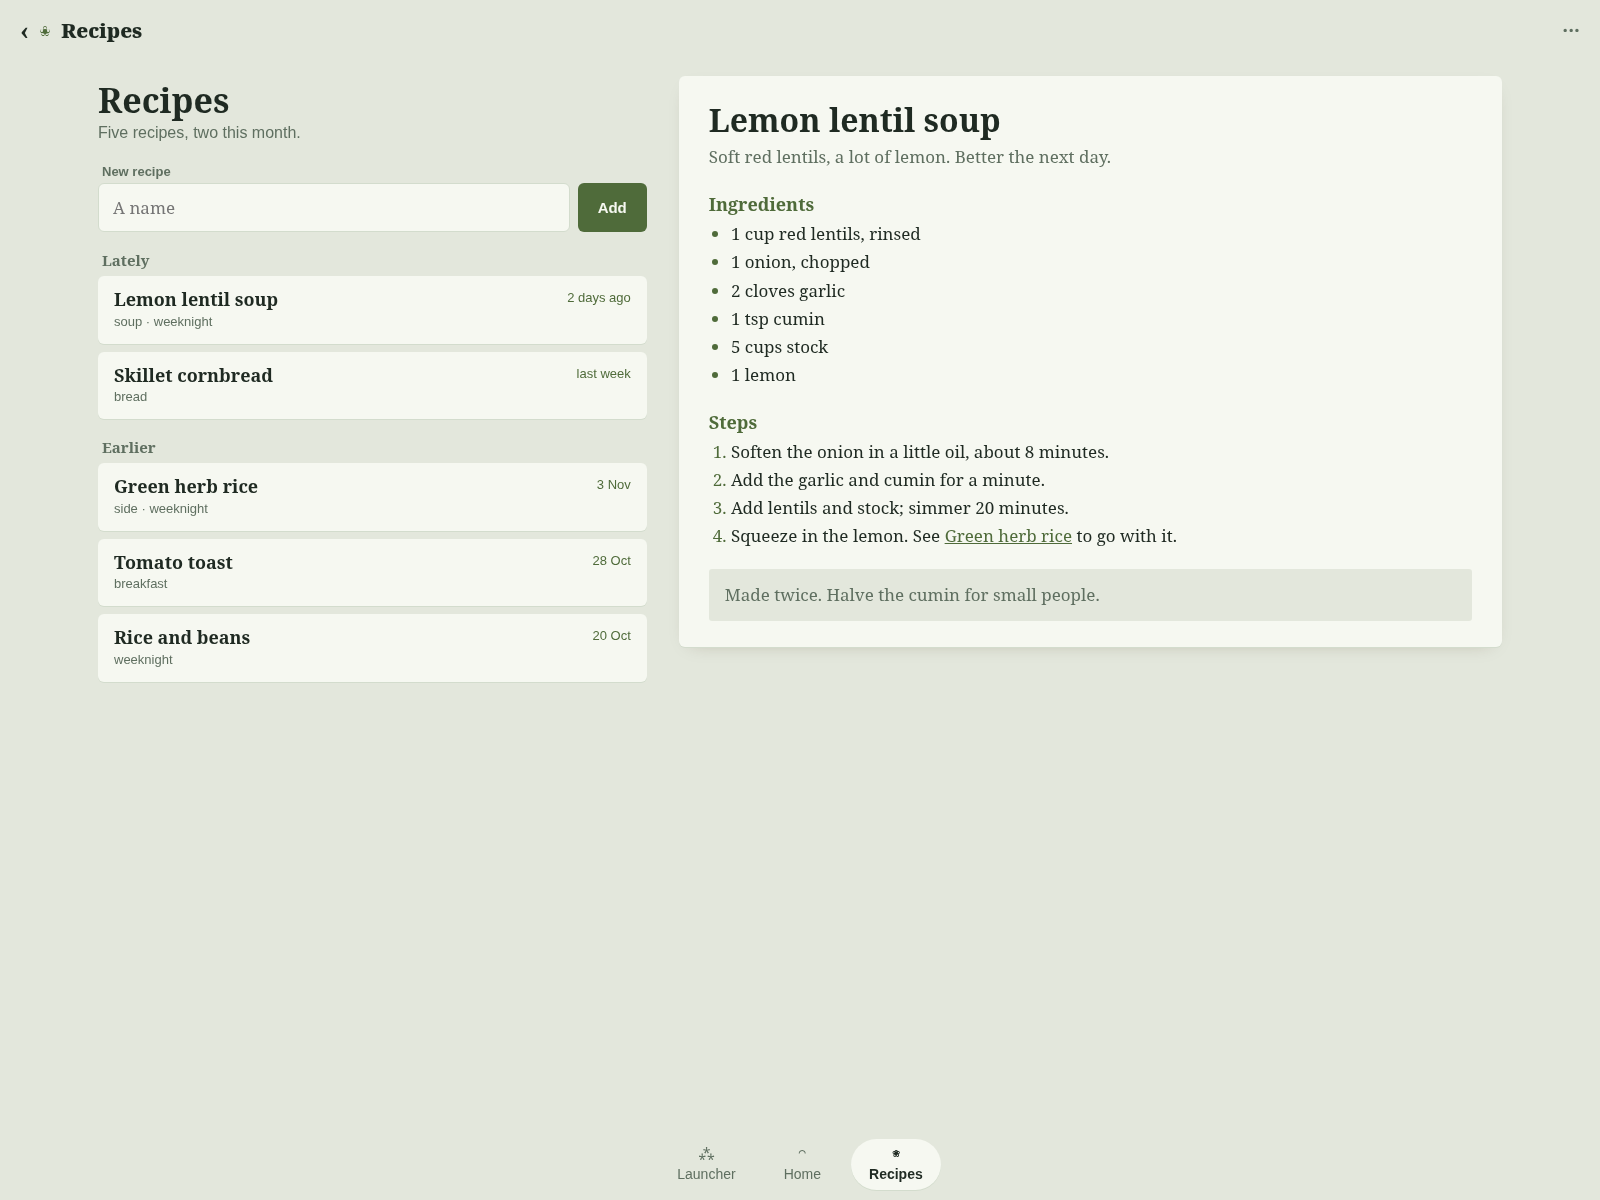 Recipes
Recipes
Five recipes, two this month.
New recipe
A name
Add
Lately
Lemon lentil soup
2 days ago
soup · weeknight
Skillet cornbread
last week
bread
Earlier
Green herb rice
3 Nov
side · weeknight
Tomato toast
28 Oct
breakfast
Rice and beans
20 Oct
weeknight
Lemon lentil soup
Soft red lentils, a lot of lemon. Better the next day.
Ingredients
1 cup red lentils, rinsed
1 onion, chopped
2 cloves garlic
1 tsp cumin
5 cups stock
1 lemon
Steps
1. Soften the onion in a little oil, about 8 minutes.
2. Add the garlic and cumin for a minute.
3. Add lentils and stock; simmer 20 minutes.
4. Squeeze in the lemon. See Green herb rice to go with it.
Made twice. Halve the cumin for small people.
Launcher
Home
Recipes